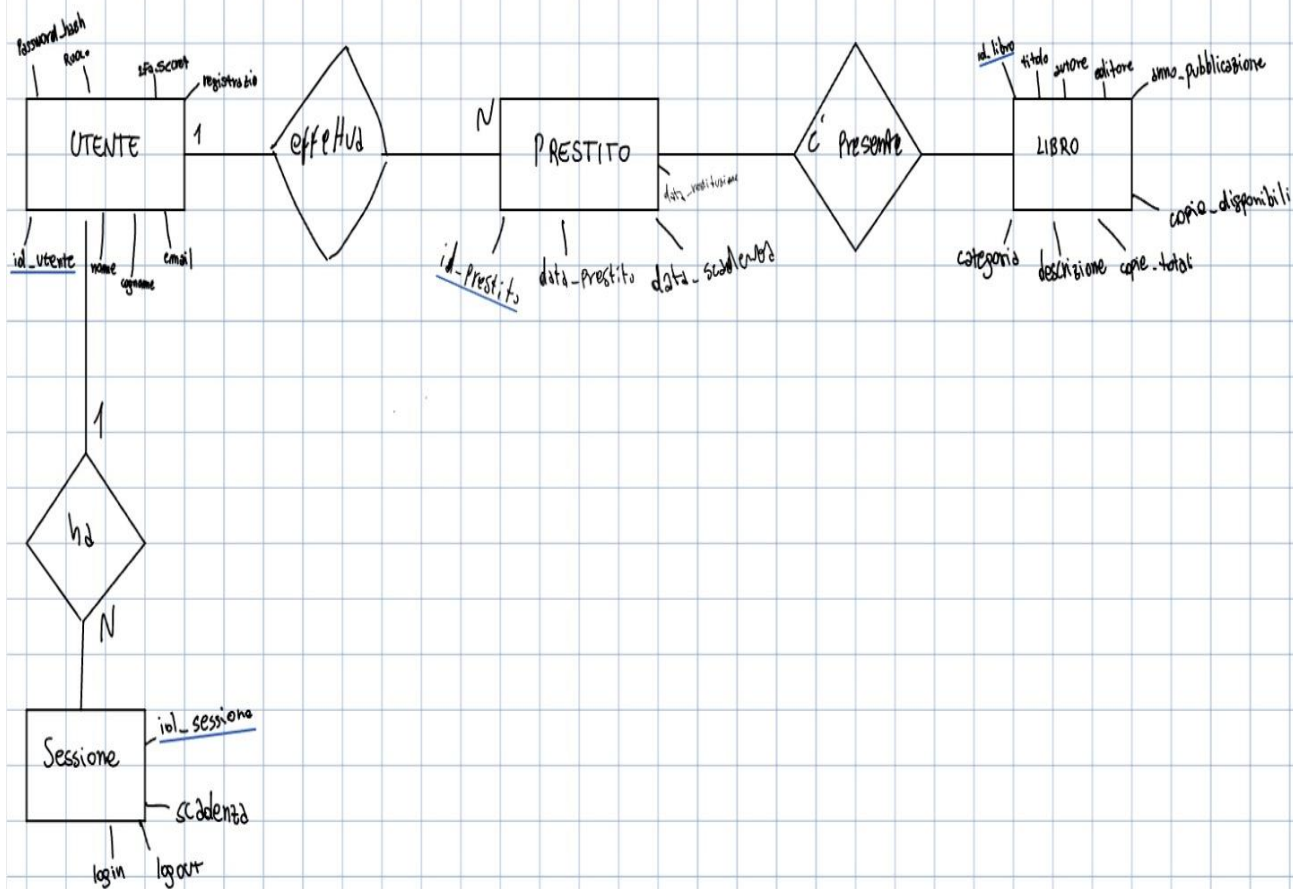 Password_hash
Ruolo
2fa_secret
registrazio
UTENTE
1
id_utente
nome
cognome
email
effettua
N
PRESTITO
data_restituzione
id_prestito
data_prestito
data_scadenza
c'è presente
id_libro
titolo
autore
editore
anno_pubblicazione
LIBRO
copie_disponibili
categoria
descrizione
copie_totali
1
ha
N
Sessione
id_sessione
scadenza
login
logout